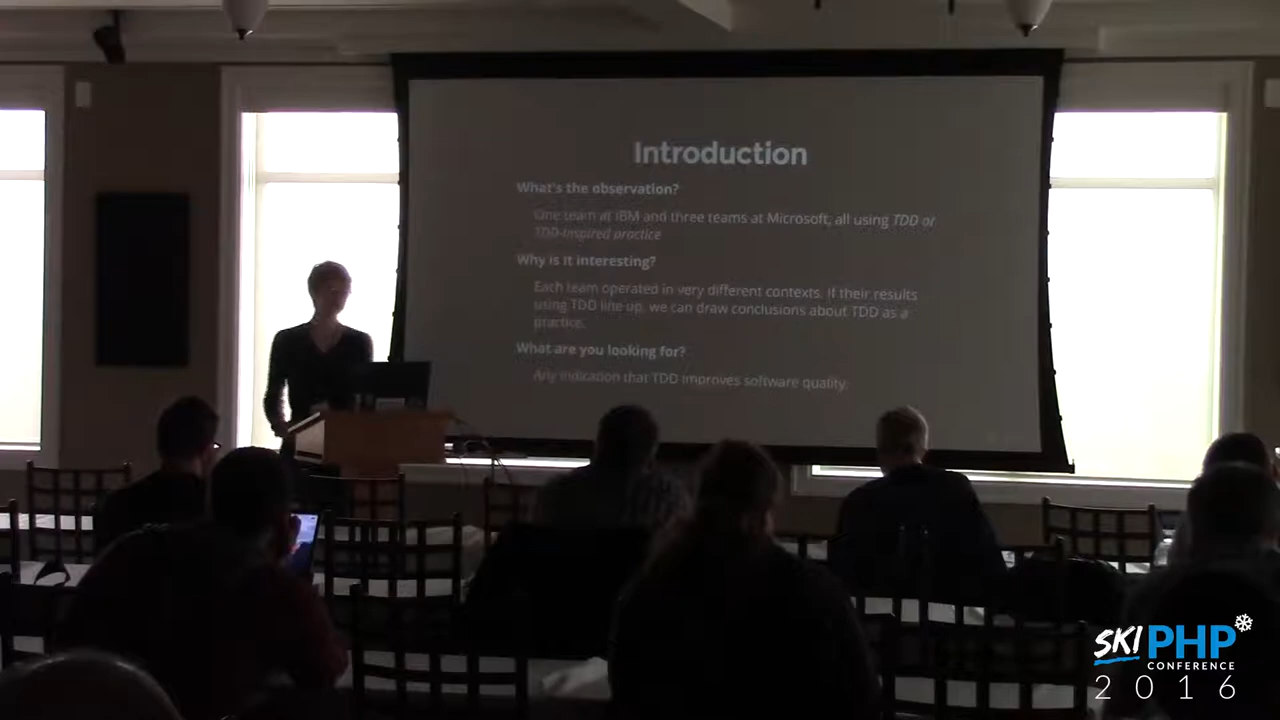 Introduction
What's the observation?
One team at IBM and three teams at Microsoft, all using TDD or
TDD-inspired practice
Why is it interesting?
Each team operated in very different contexts. If their results
using TDD line up, we can draw conclusions about TDD as a
practice.
What are you looking for?
Any indication that TDD improves software quality.
SKI PHP
CONFERENCE
2016